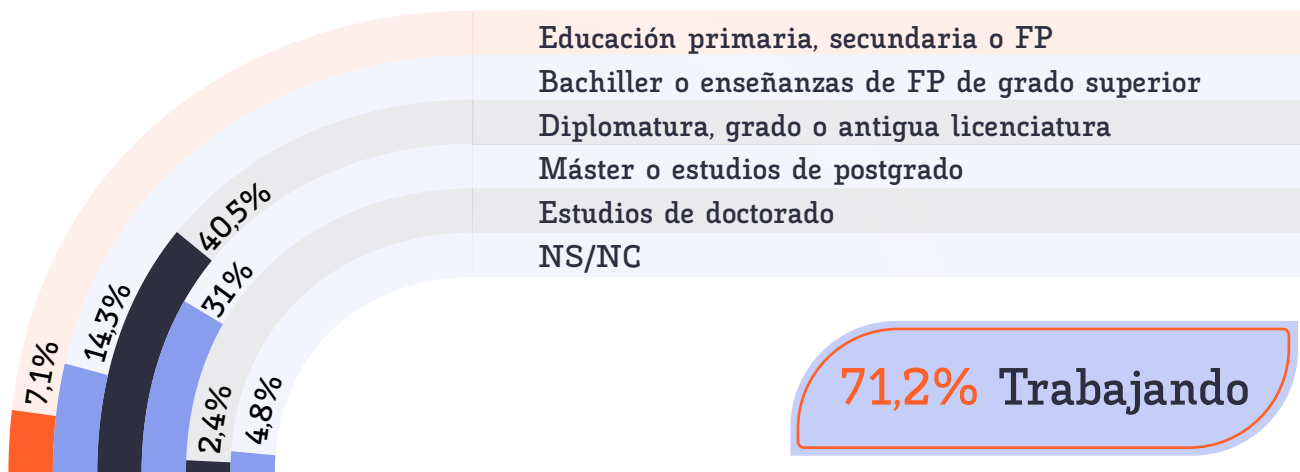 Educación primaria, secundaria o FP
Bachiller o enseñanzas de FP de grado superior
Diplomatura, grado o antigua licenciatura
Máster o estudios de postgrado
Estudios de doctorado
NS/NC
7,1%
14,3%
40,5%
31%
2,4%
4,8%
71,2% Trabajando